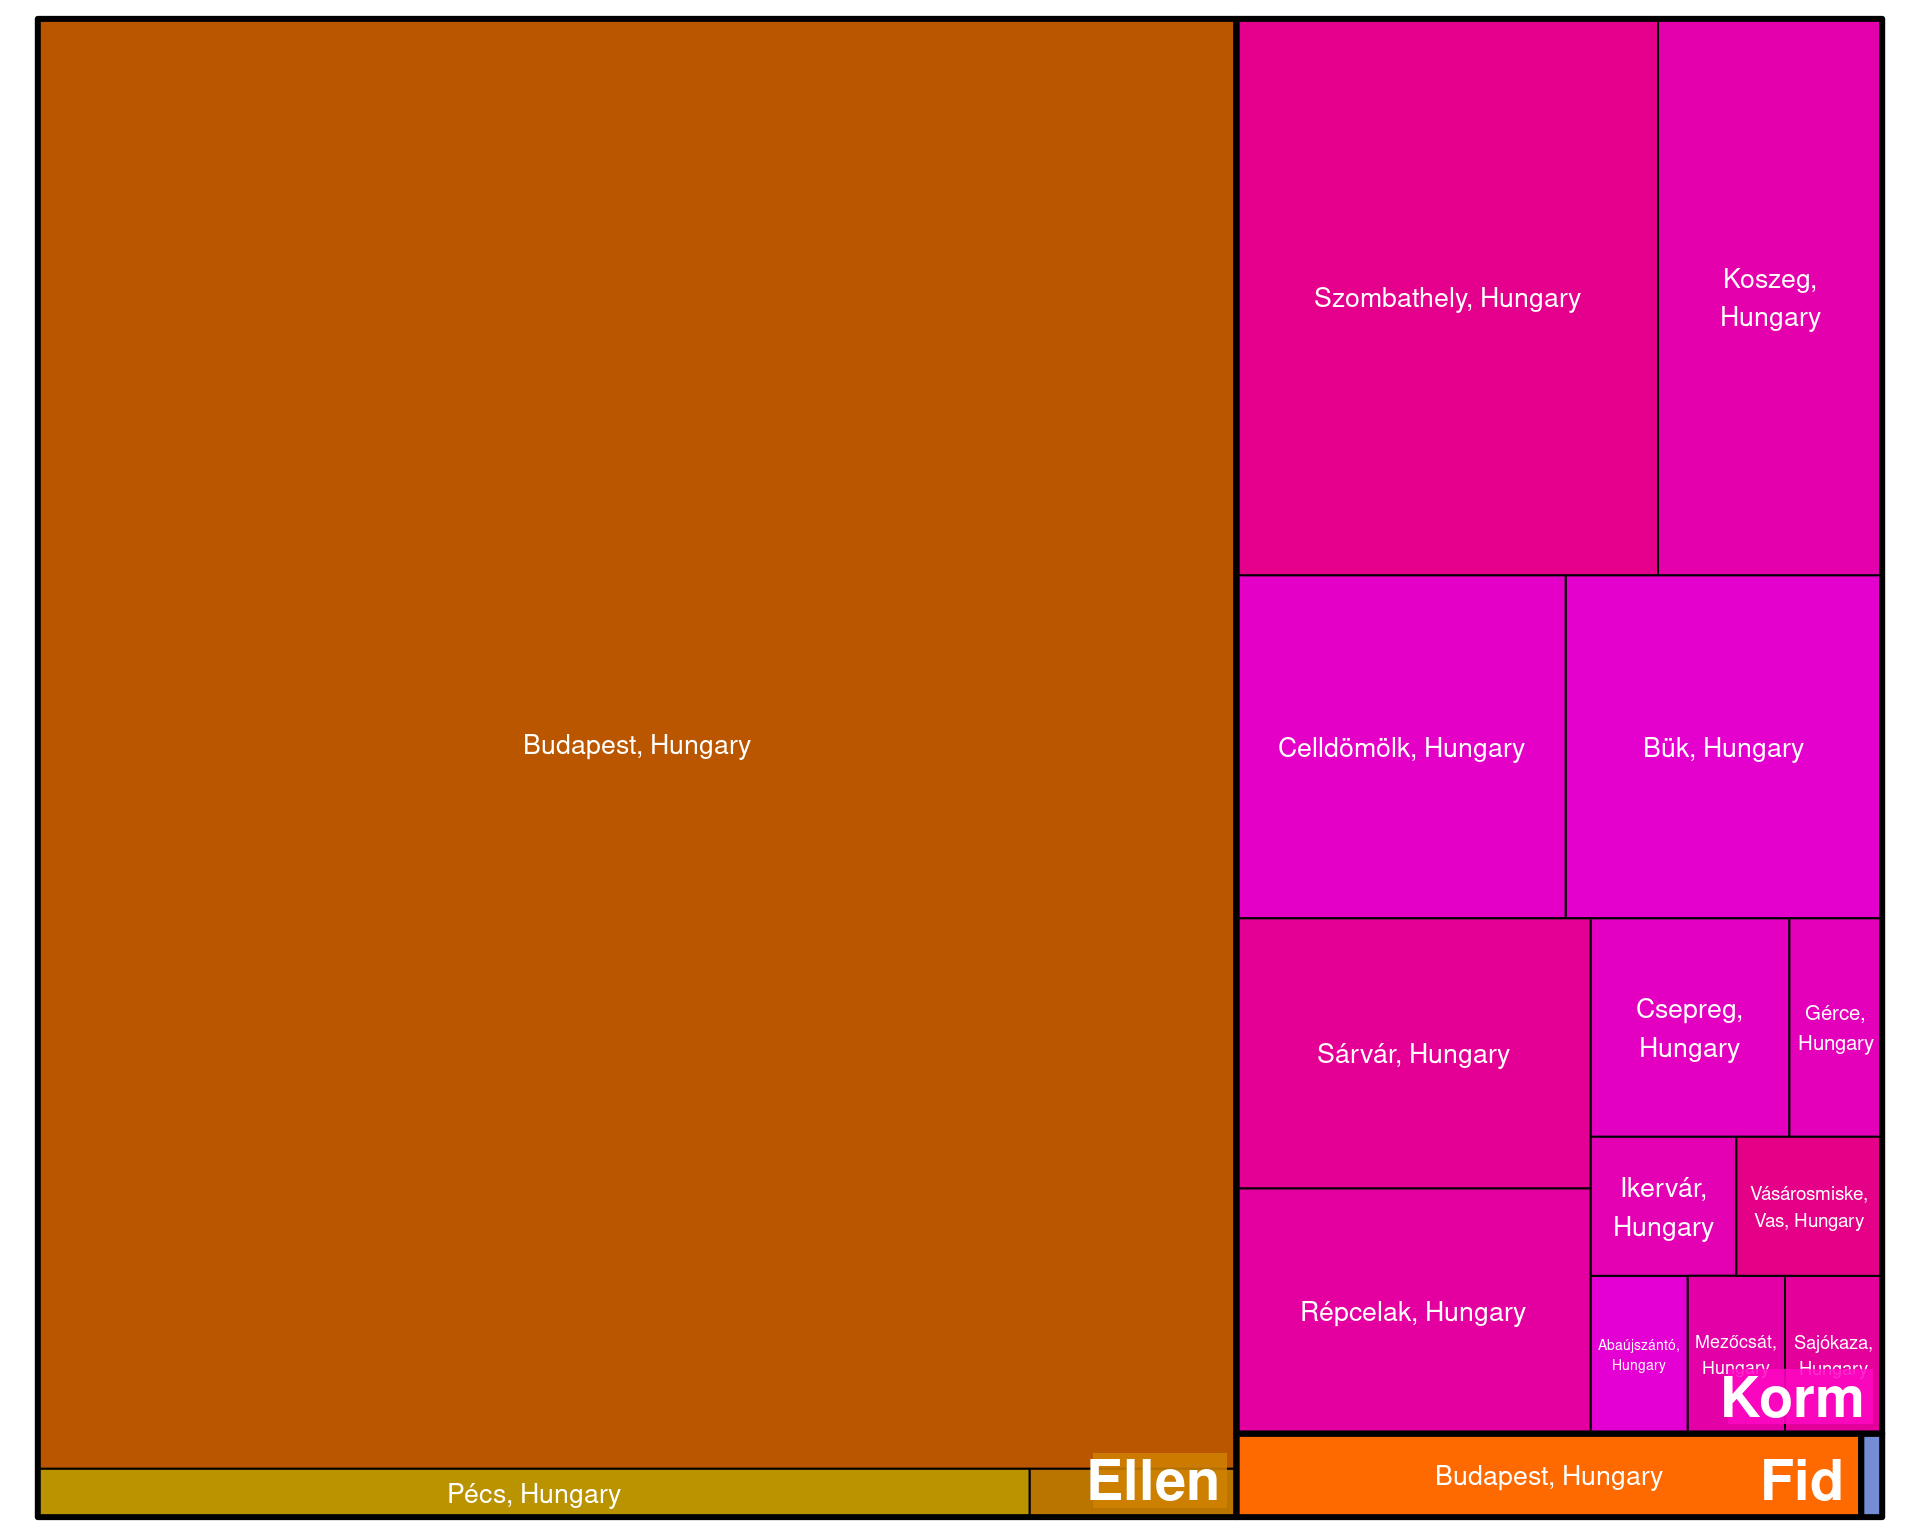 Budapest, Hungary
Pécs, Hungary
Ellen
Szombathely, Hungary
Koszeg,
Hungary
Celldömölk, Hungary
Bük, Hungary
Sárvár, Hungary
Csepreg,
Hungary
Gérce,
Hungary
Ikervár,
Hungary
Vásárosmiske,
Vas, Hungary
Répcelak, Hungary
Abaújszántó,
Hungary
Mezőcsát,
Hungary
Sajókaza,
Hungary
Korm
Budapest, Hungary
Fid